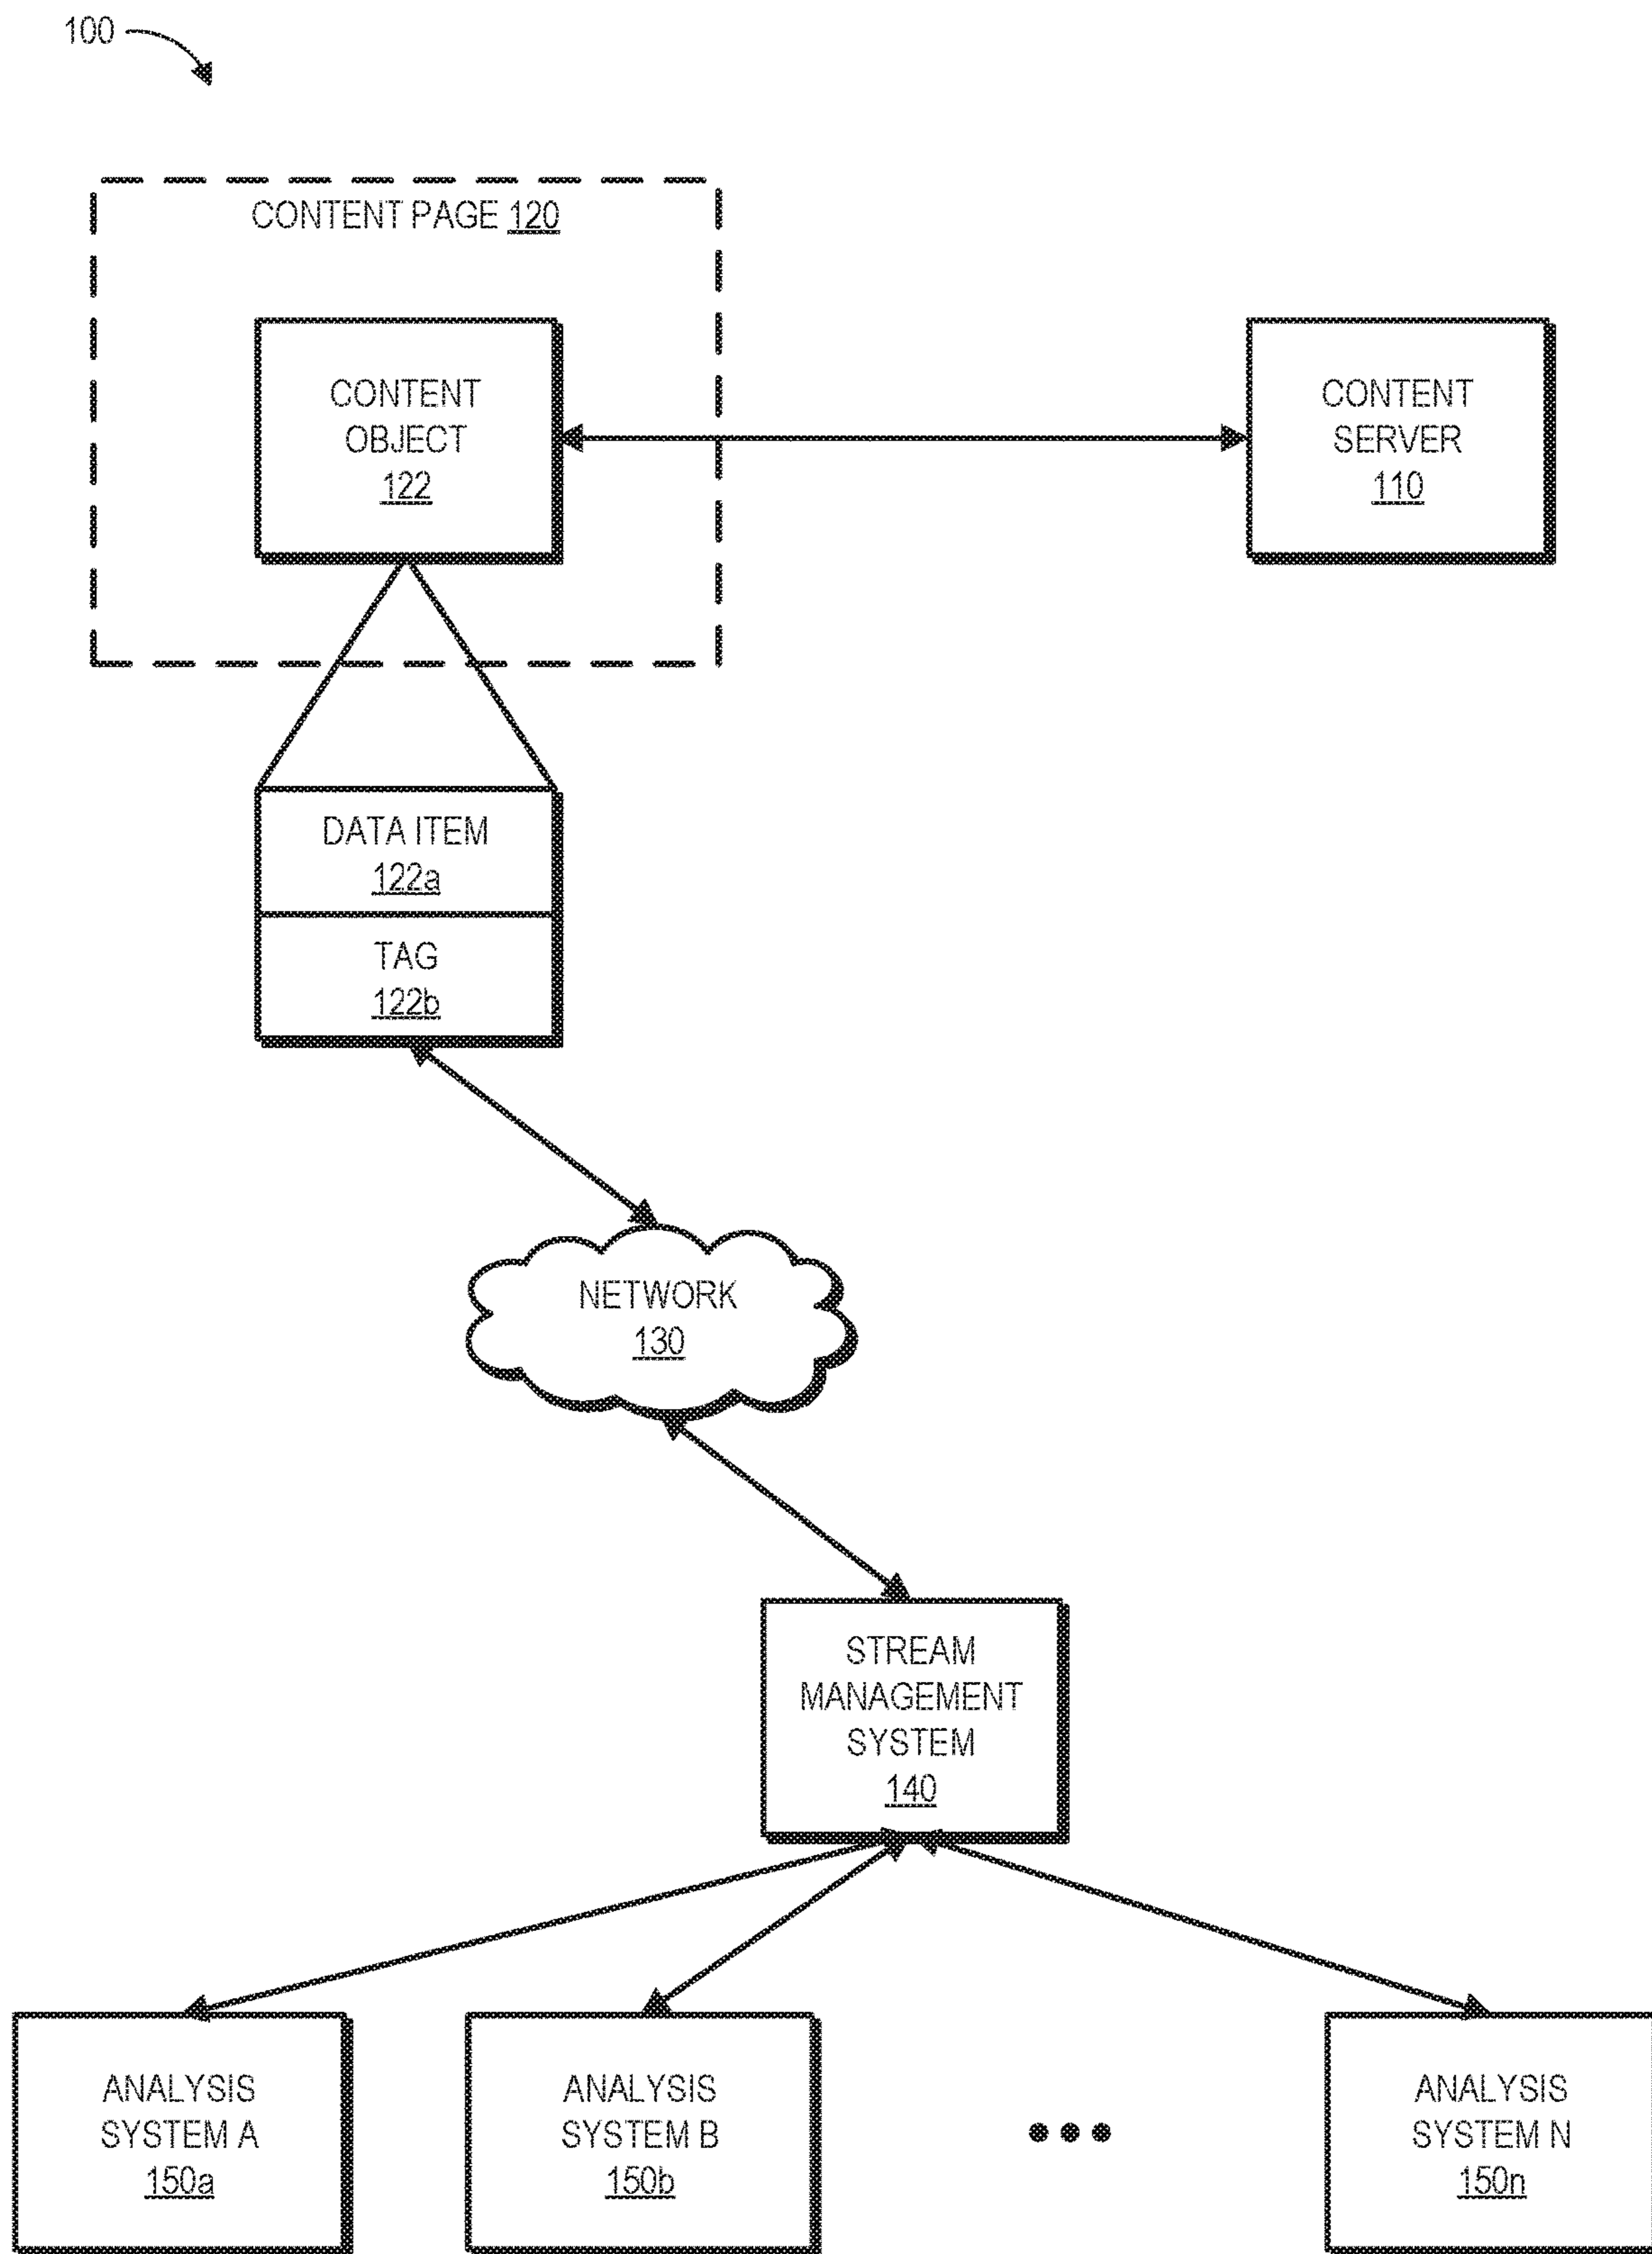 100
CONTENT PAGE 120
CONTENT
OBJECT
122
CONTENT
SERVER
110
DATA ITEM
122a
TAG
122b
NETWORK
130
STREAM
MANAGEMENT
SYSTEM
140
ANALYSIS
SYSTEM A
150a
ANALYSIS
SYSTEM B
150b
ANALYSIS
SYSTEM N
150n